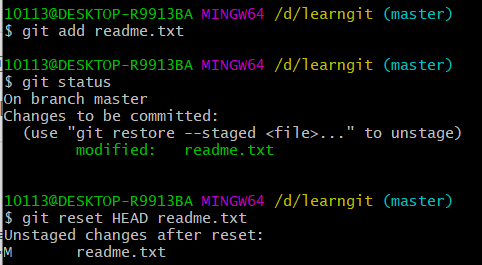 10113@DESKTOP-R9913BA MINGW64 /d/learngit (master)
$ git add readme.txt
10113@DESKTOP-R9913BA MINGW64 /d/learngit (master)
$ git status
On branch master
Changes to be committed:
  (use "git restore --staged <file>..." to unstage)
        modified:   readme.txt
10113@DESKTOP-R9913BA MINGW64 /d/learngit (master)
$ git reset HEAD readme.txt
Unstaged changes after reset:
M       readme.txt